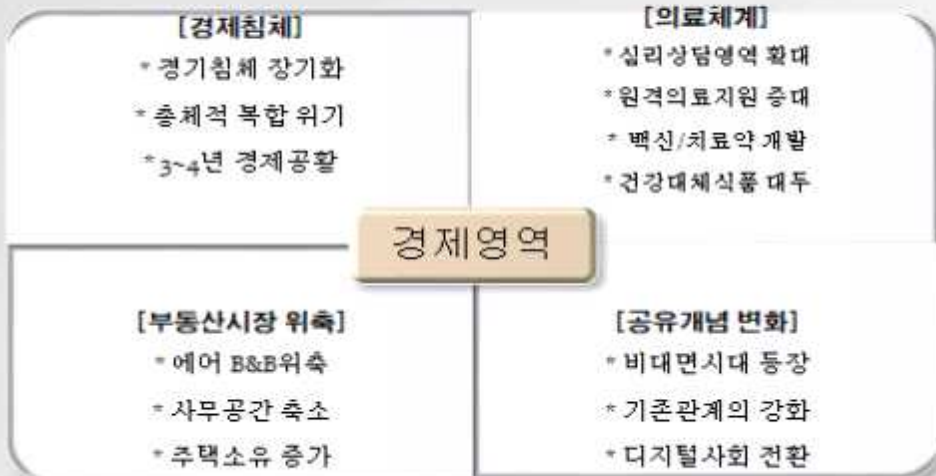 [경제침체]
* 경기침체 장기화
* 총체적 복합 위기
* 3~4년 경제공황
[의료체계]
* 심리상담영역 확대
* 원격의료지원 증대
* 백신/치료약 개발
* 건강대체식품 대두
경제영역
[부동산시장 위축]
* 에어 B&B위축
* 사무공간 축소
* 주택소유 증가
[공유개념 변화]
* 비대면시대 등장
* 기존관계의 강화
* 디지털사회 전환